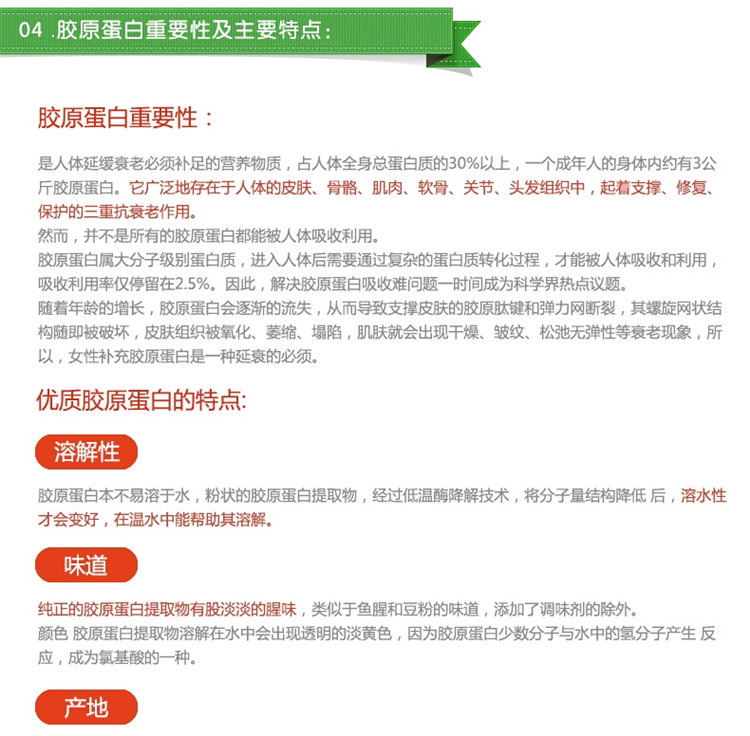 04 .胶原蛋白重要性及主要特点：
胶原蛋白重要性：
是人体延缓衰老必须补足的营养物质，占人体全身总蛋白质的30%以上，一个成年人的身体内约有3公
斤胶原蛋白。它广泛地存在于人体的皮肤、骨骼、肌肉、软骨、关节、头发组织中，起着支撑、修复、
保护的三重抗衰老作用。
然而，并不是所有的胶原蛋白都能被人体吸收利用。
胶原蛋白属大分子级别蛋白质，进入人体后需要通过复杂的蛋白质转化过程，才能被人体吸收和利用，
吸收利用率仅停留在2.5%。因此，解决胶原蛋白吸收难问题一时间成为科学界热点议题。
随着年龄的增长，胶原蛋白会逐渐的流失，从而导致支撑皮肤的胶原肽键和弹力网断裂，其螺旋网状结
构随即被破坏，皮肤组织被氧化、萎缩、塌陷，肌肤就会出现干燥、皱纹、松弛无弹性等衰老现象，所
以，女性补充胶原蛋白是一种延衰的必须。
优质胶原蛋白的特点:
溶解性
胶原蛋白本不易溶于水，粉状的胶原蛋白提取物，经过低温酶降解技术，将分子量结构降低 后，溶水性
才会变好，在温水中能帮助其溶解。
味道
纯正的胶原蛋白提取物有股淡淡的腥味，类似于鱼腥和豆粉的味道，添加了调味剂的除外。
颜色 胶原蛋白提取物溶解在水中会出现透明的淡黄色，因为胶原蛋白少数分子与水中的氢分子产生 反
应，成为氯基酸的一种。
产地